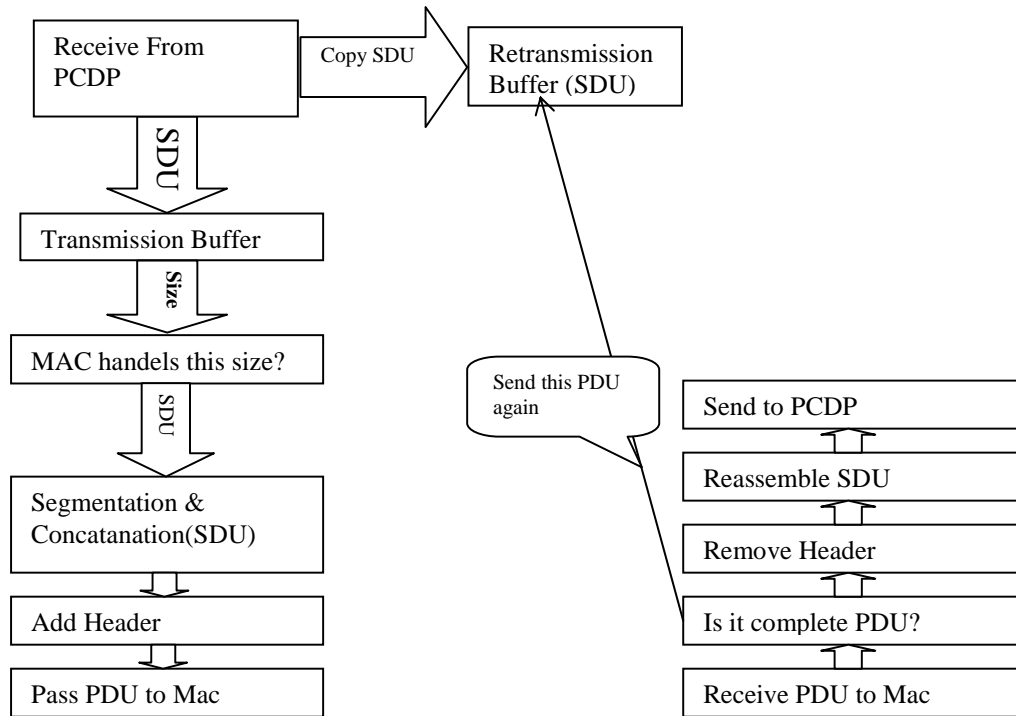 Receive From
PCDP
Copy SDU
Retransmission
Buffer (SDU)
SDU
Transmission Buffer
Size
MAC handels this size?
SDU
Segmentation &
Concatanation(SDU)
Add Header
Pass PDU to Mac
Send this PDU
again
Send to PCDP
Reassemble SDU
Remove Header
Is it complete PDU?
Receive PDU to Mac